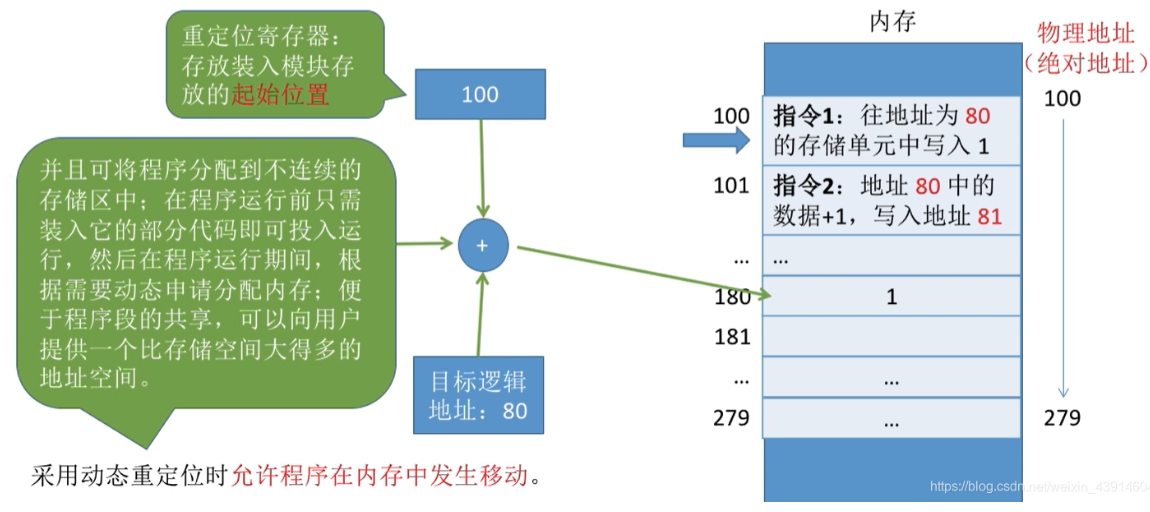 内存
重定位寄存器：
存放装入模块存
放的起始位置
100
物理地址
（绝对地址）
100
279
并且可将程序分配到不连续的
存储区中；在程序运行前只需
装入它的部分代码即可投入运
行，然后在程序运行期间，根
据需要动态申请分配内存；便
于程序段的共享，可以向用户
提供一个比存储空间大得多的
地址空间。
+
目标逻辑
地址：80
100
指令1：往地址为 80
的存储单元中写入 1
101
指令2：地址 80 中的
数据+1，写入地址 81
... ...
180 1
181
... ...
279 ...
采用动态重定位时允许程序在内存中发生移动。
https://blog.csdn.net/weixin_4391460